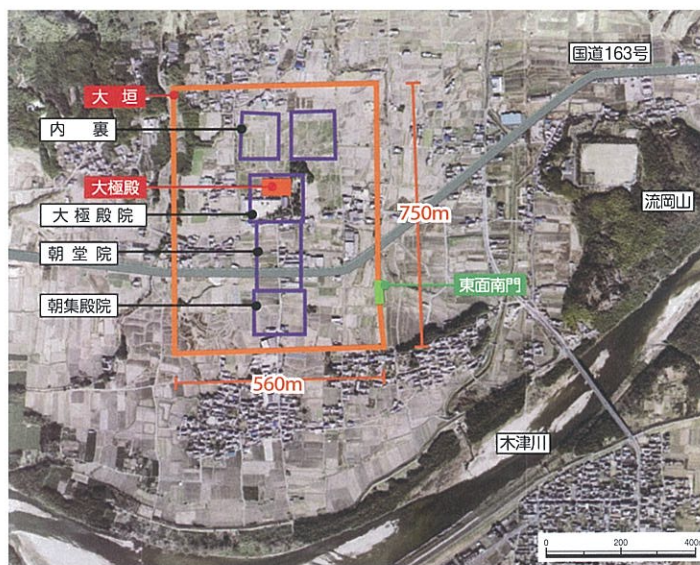 国道163号
大垣
内裏
大極殿
大極殿院
流岡山
750m
朝堂院
東面南門
朝集殿院
560m
木津川
0 200 400